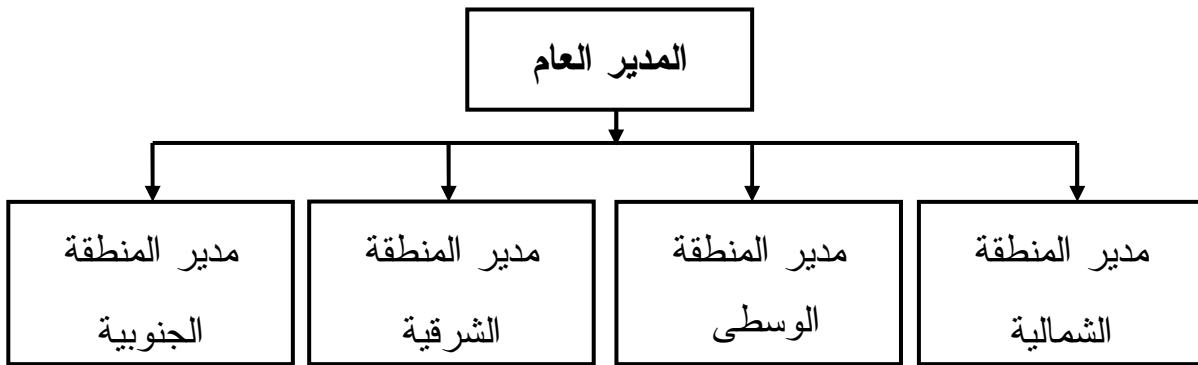 المدير العام
مدير المنطقة
الشمالية
مدير المنطقة
الوسطى
مدير المنطقة
الشرقية
مدير المنطقة
الجنوبية